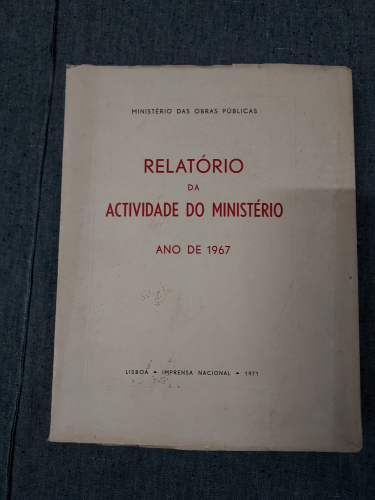 MINISTÉRIO DAS OBRAS PÚBLICAS
RELATÓRIO
DA
ACTIVIDADE DO MINISTÉRIO
ANO DE 1967
LISBOA • IMPRENSA NACIONAL • 1971